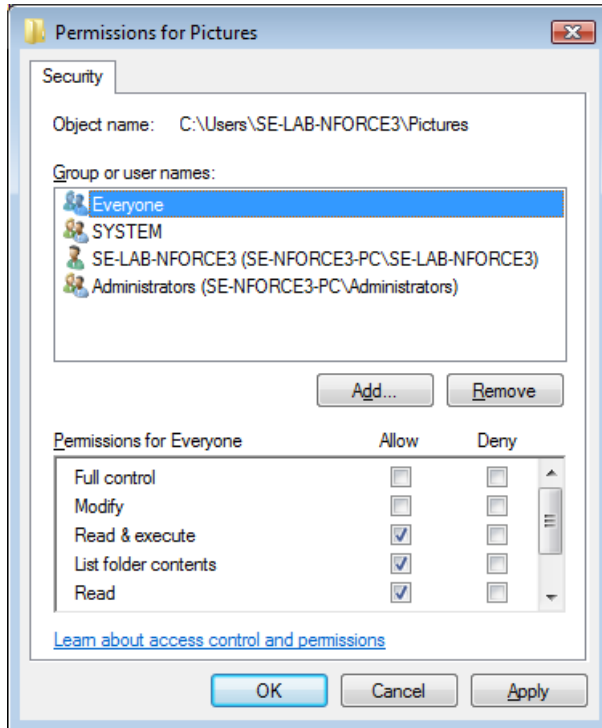 Permissions for Pictures
Security
Object name: C:\Users\SE-LAB-NFORCE3\Pictures
Group or user names:
Everyone
SYSTEM
SE-LAB-NFORCE3 (SE-NFORCE3-PC\SE-LAB-NFORCE3)
Administrators (SE-NFORCE3-PC\Administrators)
Add... Remove
Permissions for Everyone Allow Deny
Full control
Modify
Read & execute
List folder contents
Read
Learn about access control and permissions
OK Cancel Apply